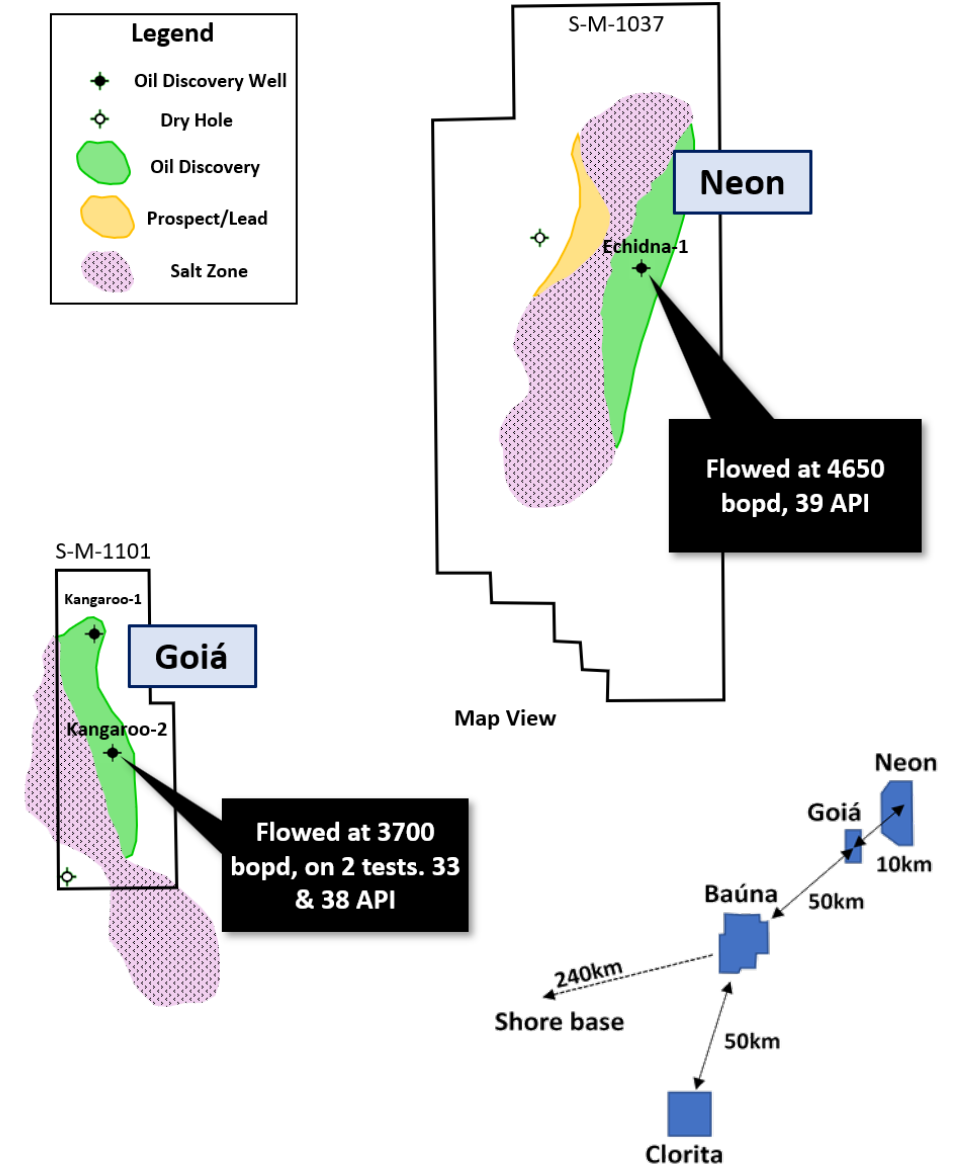 Legend
Oil Discovery Well
Dry Hole
Oil Discovery
Prospect/Lead
Salt Zone
S-M-1037
Neon
Echidna-1
Flowed at 4650
bopd, 39 API
S-M-1101
Kangaroo-1
Goiá
Kangaroo-2
Flowed at 3700
bopd, on 2 tests. 33
& 38 API
Map View
Neon
Goiá
10km
50km
Baúna
240km
Shore base
50km
Clorita